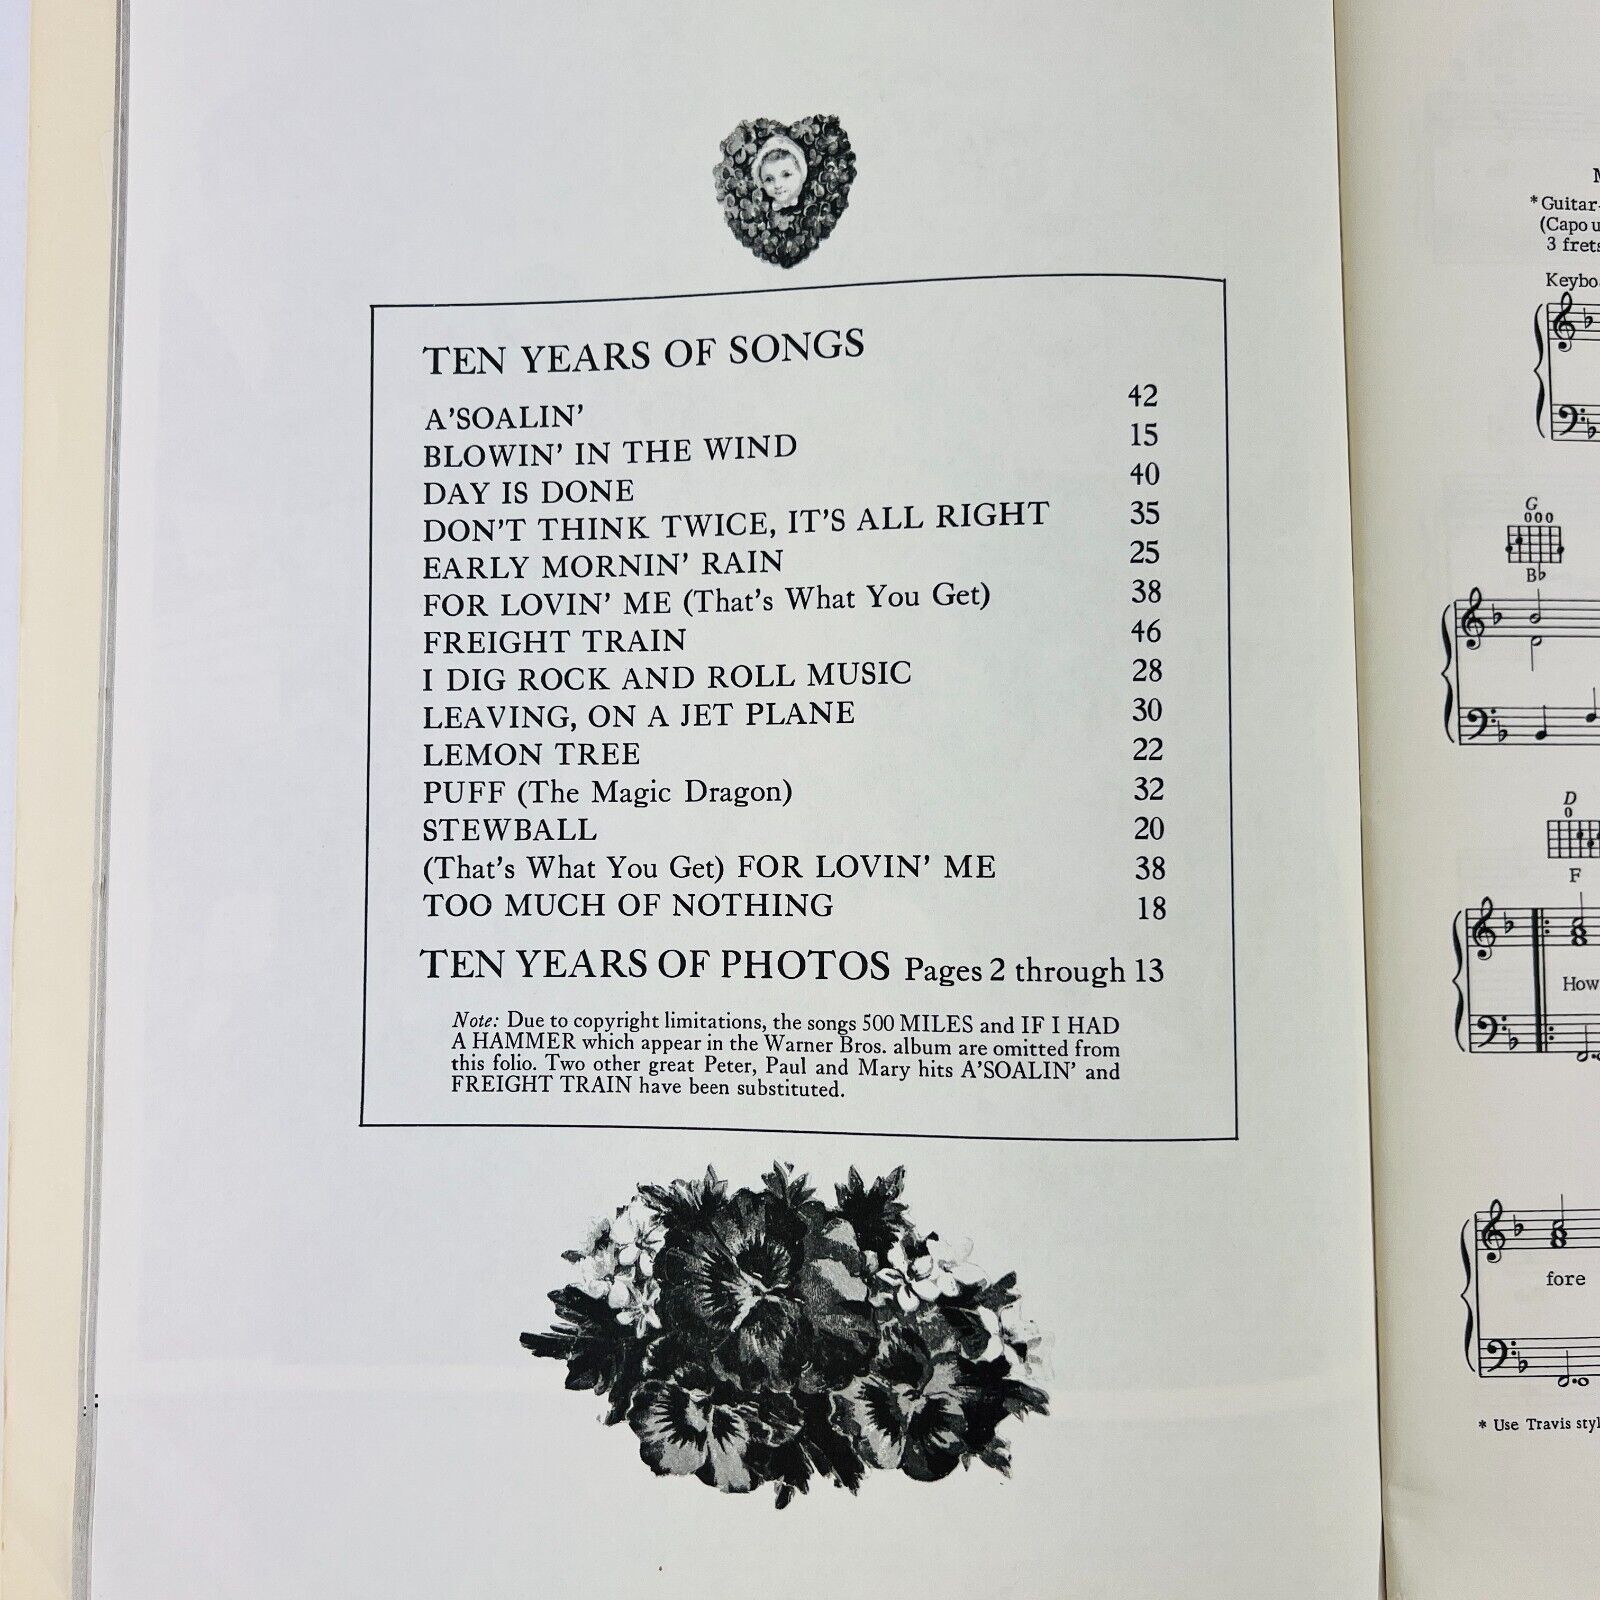 TEN YEARS OF SONGS
A'SOALIN' 42
BLOWIN' IN THE WIND 15
DAY IS DONE 40
DON'T THINK TWICE, IT'S ALL RIGHT 35
EARLY MORNIN' RAIN 25
FOR LOVIN' ME (That's What You Get) 38
FREIGHT TRAIN 46
I DIG ROCK AND ROLL MUSIC 28
LEAVING, ON A JET PLANE 30
LEMON TREE 22
PUFF (The Magic Dragon) 32
STEWBALL 20
(That's What You Get) FOR LOVIN' ME 38
TOO MUCH OF NOTHING 18
TEN YEARS OF PHOTOS Pages 2 through 13
Note: Due to copyright limitations, the songs 500 MILES and IF I HAD
A HAMMER which appear in the Warner Bros. album are omitted from
this folio. Two other great Peter, Paul and Mary hits A'SOALIN' and
FREIGHT TRAIN have been substituted.
*Guitar
(Capo u
3 frets
Keybo
G
ooo
B♭
D
o
F
How
fore
* Use Travis styl